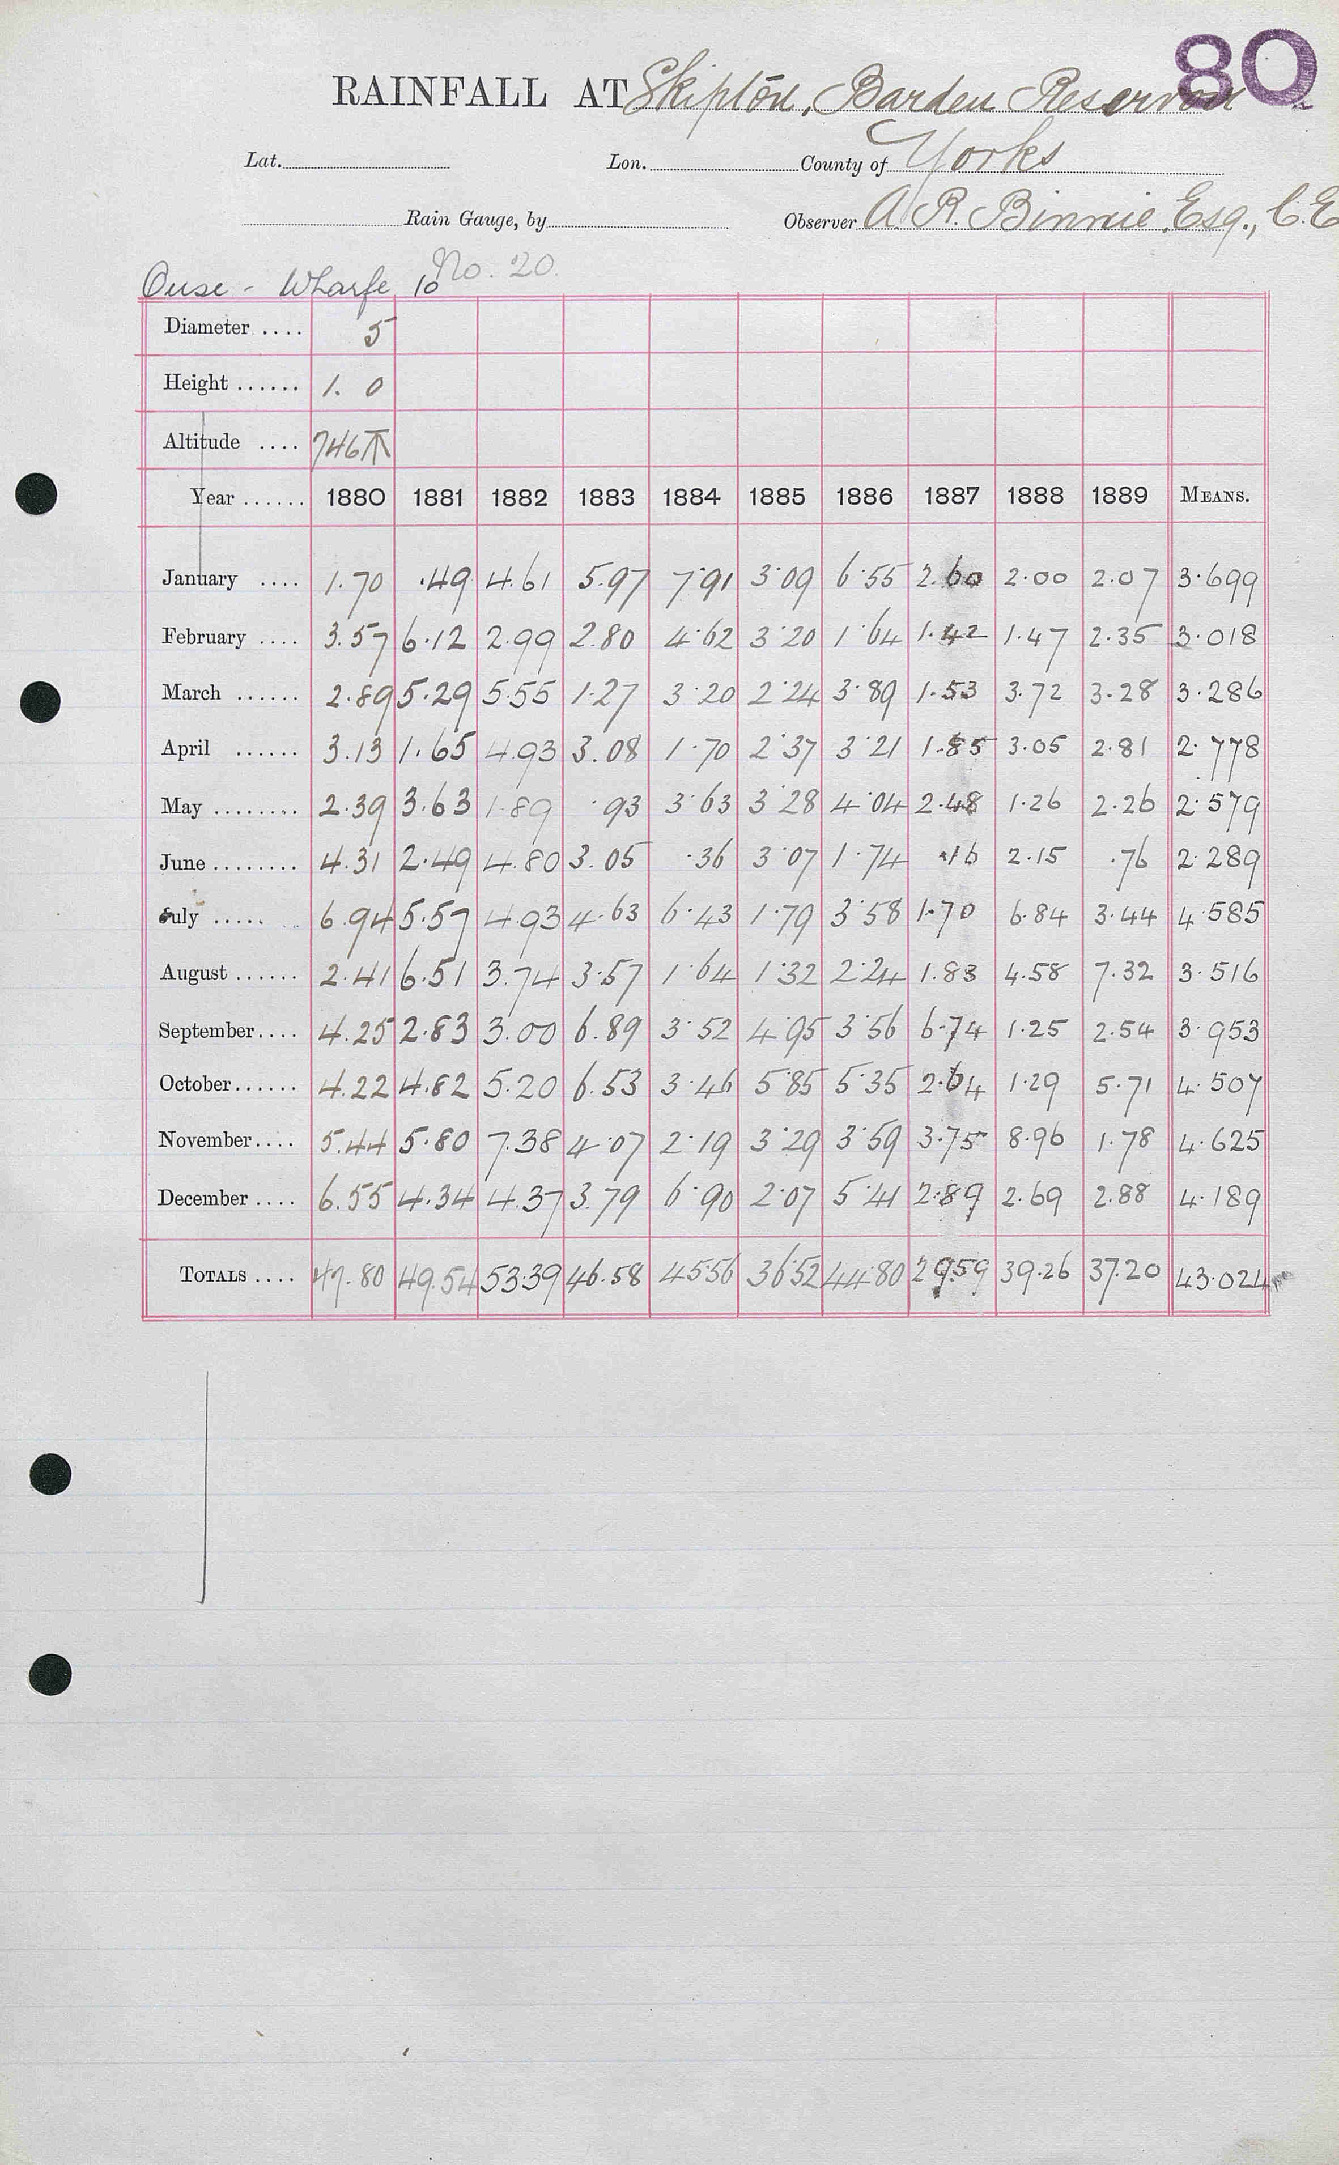 80
RAINFALL AT Skipton, Barden Reservoir
Lat. Lon. County of Yorks
Rain Gauge, by Observer A. R. Binnie, Esq., C.E
Ouse - Wharfe 10 No. 20.
Diameter .... 5
Height ...... 1. 0
Altitude .... 746 T
Year ...... 1880 1881 1882 1883 1884 1885 1886 1887 1888 1889 MEANS.
January .... 1.70 .49 4.61 5.97 7.91 3.09 6.55 2.60 2.00 2.07 3.699
February .... 3.57 6.12 2.99 2.80 4.62 3.20 1.64 1.42 1.47 2.35 3.018
March ...... 2.89 5.29 5.55 1.27 3.20 2.24 3.89 1.53 3.72 3.28 3.286
April ...... 3.13 1.65 4.93 3.08 1.70 2.37 3.21 1.85 3.05 2.81 2.778
May ........ 2.39 3.63 1.89 .93 3.63 3.28 4.04 2.48 1.26 2.26 2.579
June ........ 4.31 2.49 4.80 3.05 .36 3.07 1.74 .16 2.15 .76 2.289
July ..... 6.94 5.57 4.93 4.63 6.43 1.79 3.58 1.70 6.84 3.44 4.585
August ...... 2.41 6.51 3.74 3.57 1.64 1.32 2.24 1.83 4.58 7.32 3.516
September.... 4.25 2.83 3.00 6.89 3.52 4.95 3.56 6.74 1.25 2.54 3.953
October...... 4.22 4.82 5.20 6.53 3.46 5.85 5.35 2.64 1.29 5.71 4.507
November.... 5.44 5.80 7.38 4.07 2.19 3.29 3.59 3.75 8.96 1.78 4.625
December .... 6.55 4.34 4.37 3.79 6.90 2.07 5.41 2.89 2.69 2.88 4.189
TOTALS .... 47.80 49.54 53.39 46.58 45.56 36.52 44.80 29.59 39.26 37.20 43.024